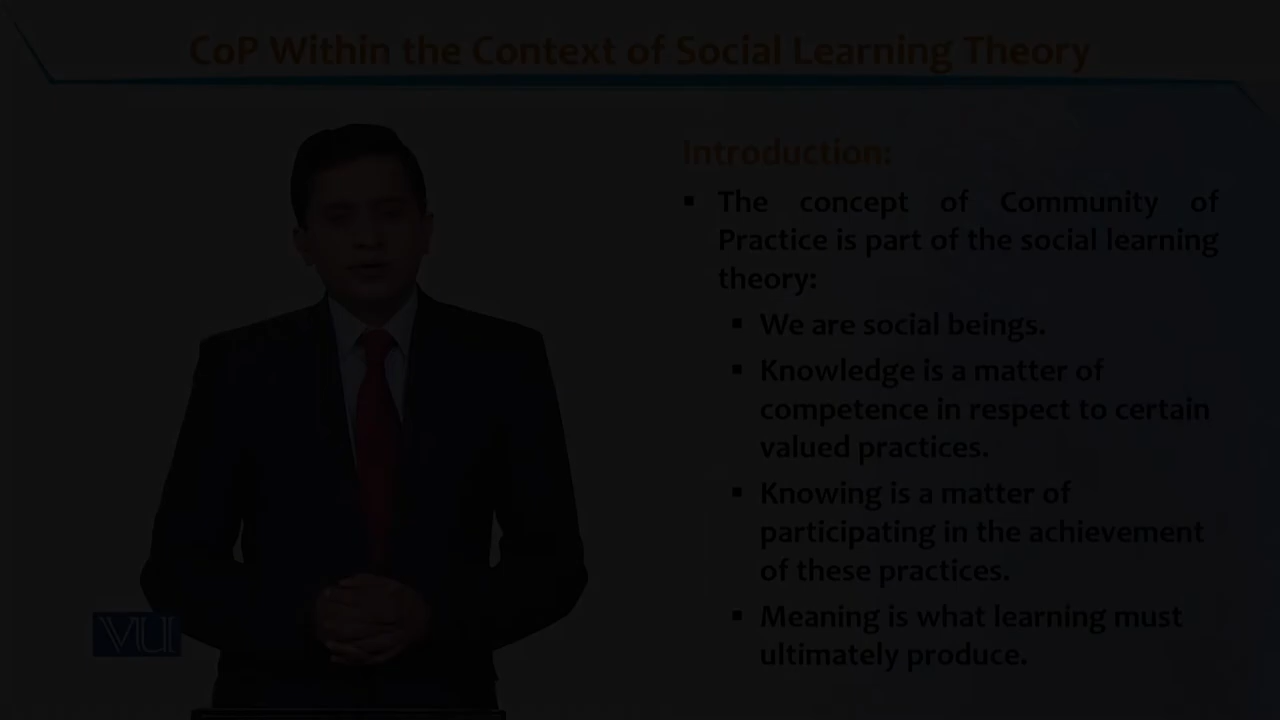 CoP Within the Context of Social Learning Theory
Introduction:
▪ The concept of Community of
Practice is part of the social learning
theory:
▪ We are social beings.
▪ Knowledge is a matter of
competence in respect to certain
valued practices.
▪ Knowing is a matter of
participating in the achievement
of these practices.
▪ Meaning is what learning must
ultimately produce.
VU